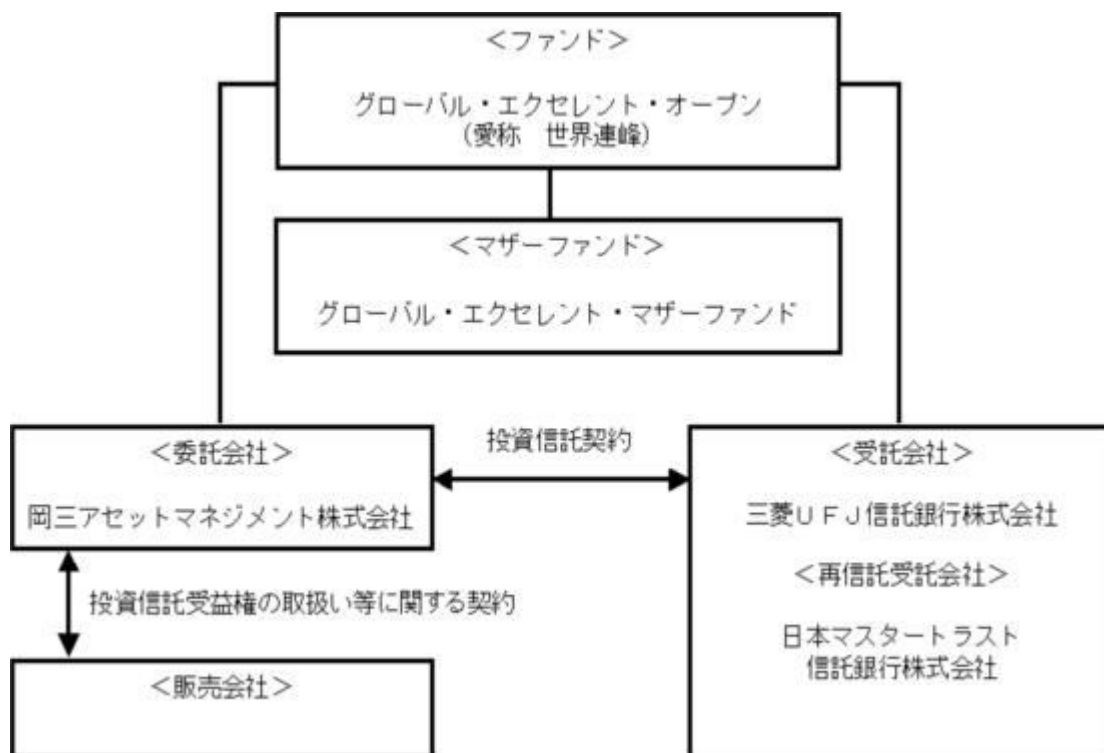 ＜ファンド＞
グローバル・エクセレント・オープン
（愛称　世界連峰）
＜マザーファンド＞
グローバル・エクセレント・マザーファンド
＜委託会社＞
岡三アセットマネジメント株式会社
投資信託契約
＜受託会社＞
三菱ＵＦＪ信託銀行株式会社
＜再信託受託会社＞
日本マスタートラスト
信託銀行株式会社
投資信託受益権の取扱い等に関する契約
＜販売会社＞